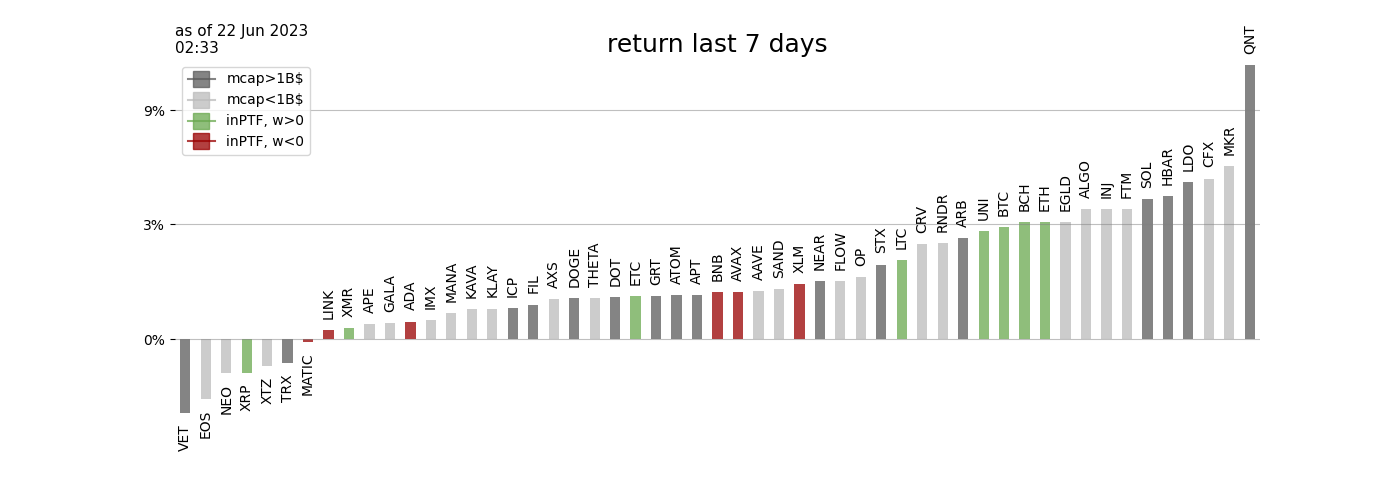 as of 22 Jun 2023
02:33
return last 7 days
mcap>1B$
mcap<1B$
inPTF, w>0
inPTF, w<0
9%
3%
0%
VET
EOS
NEO
XRP
XTZ
TRX
MATIC
LINK
XMR
APE
GALA
ADA
IMX
MANA
KAVA
KLAY
ICP
FIL
AXS
DOGE
THETA
DOT
ETC
GRT
ATOM
APT
BNB
AVAX
AAVE
SAND
XLM
NEAR
FLOW
OP
STX
LTC
CRV
RNDR
ARB
UNI
BTC
BCH
ETH
EGLD
ALGO
INJ
FTM
SOL
HBAR
LDO
CFX
MKR
QNT